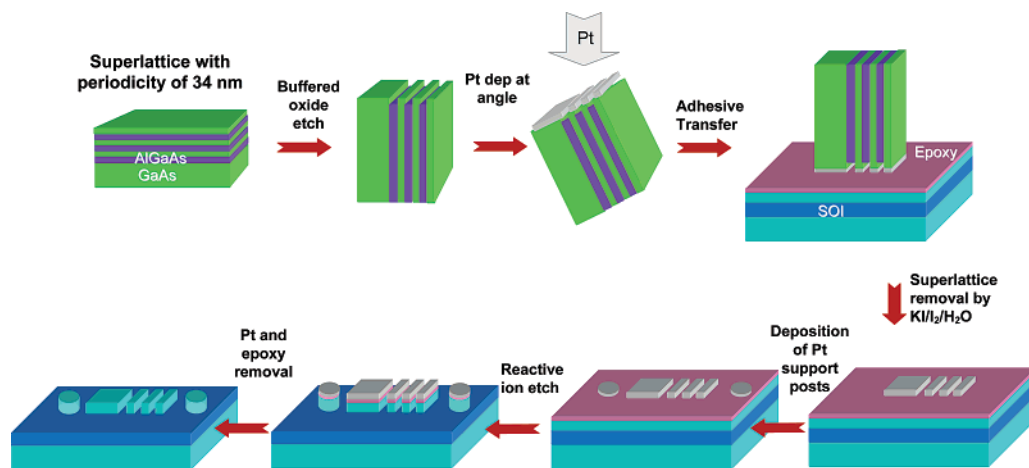 Superlattice with
periodicity of 34 nm
AlGaAs
GaAs
Buffered
oxide
etch
Pt dep at
angle
Pt
Adhesive
Transfer
Epoxy
SOI
Superlattice
removal by
KI/I₂/H₂O
Deposition
of Pt
support
posts
Reactive
ion etch
Pt and
epoxy
removal